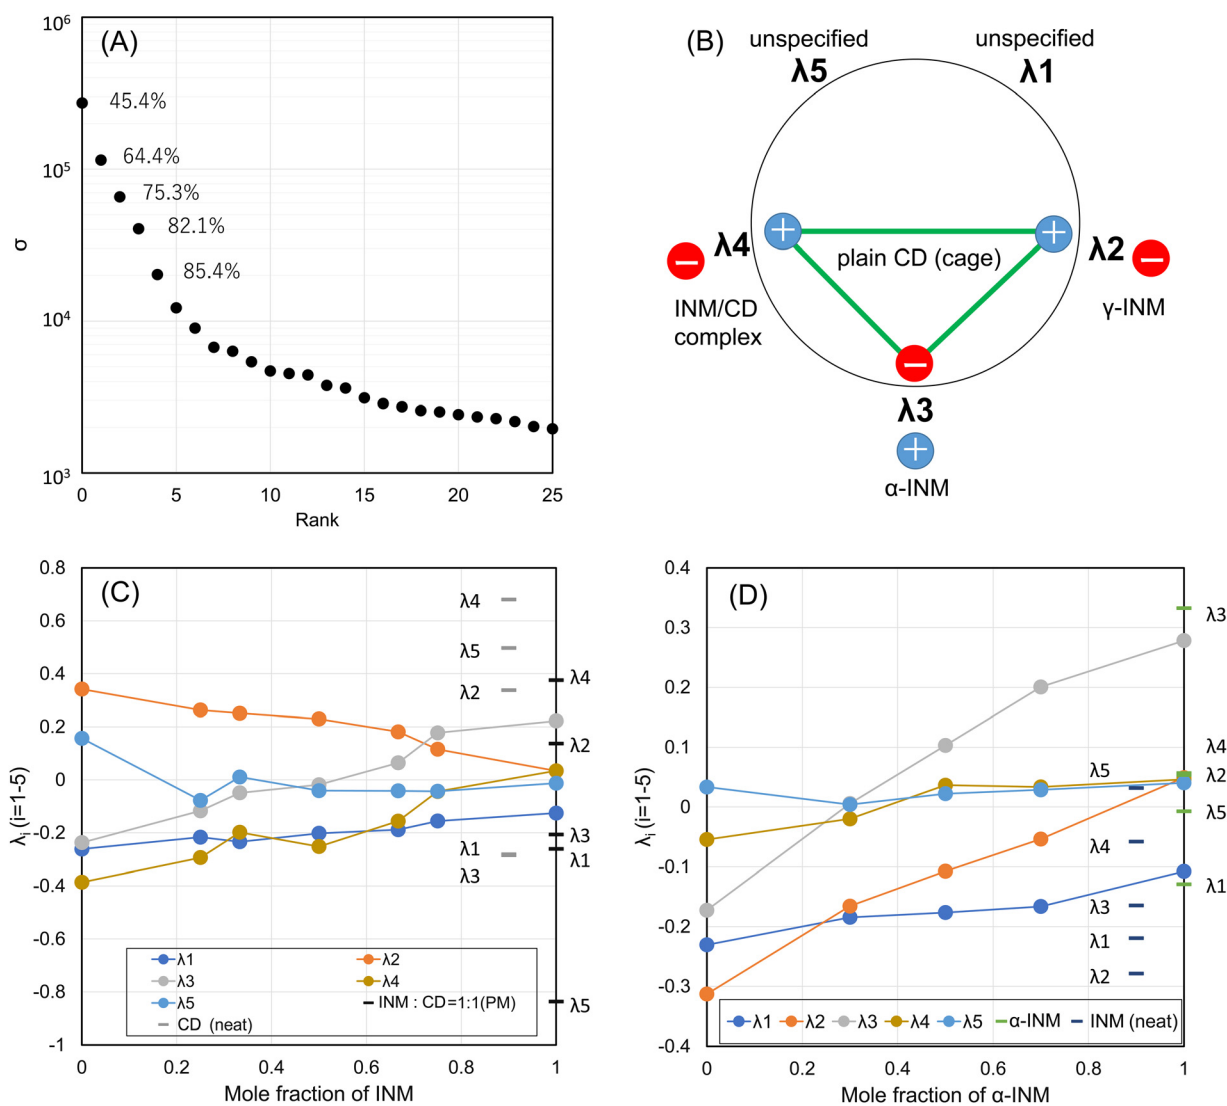 (A)
10⁶
10⁵
10⁴
10³
σ
45.4%
64.4%
75.3%
82.1%
85.4%
0 5 10 15 20 25
Rank
(B)
unspecified
λ5
unspecified
λ1
+
+
λ4
−
plain CD (cage)
λ2
−
INM/CD
complex
γ-INM
−
λ3
+
α-INM
(C)
0.8
0.6
0.4
0.2
0
-0.2
-0.4
-0.6
-0.8
-1
λᵢ (i=1-5)
λ4
λ5
λ2
λ1
λ3
λ4
λ2
λ3
λ1
λ5
λ1 λ2
λ3 λ4
λ5 INM : CD=1:1(PM)
CD (neat)
0 0.2 0.4 0.6 0.8 1
Mole fraction of INM
(D)
0.4
0.3
0.2
0.1
0
-0.1
-0.2
-0.3
-0.4
λᵢ (i=1-5)
λ5
λ4
λ3
λ1
λ2
λ3
λ4
λ2
λ5
λ1
λ1 λ2 λ3 λ4 λ5 α-INM INM (neat)
0 0.2 0.4 0.6 0.8 1
Mole fraction of α-INM